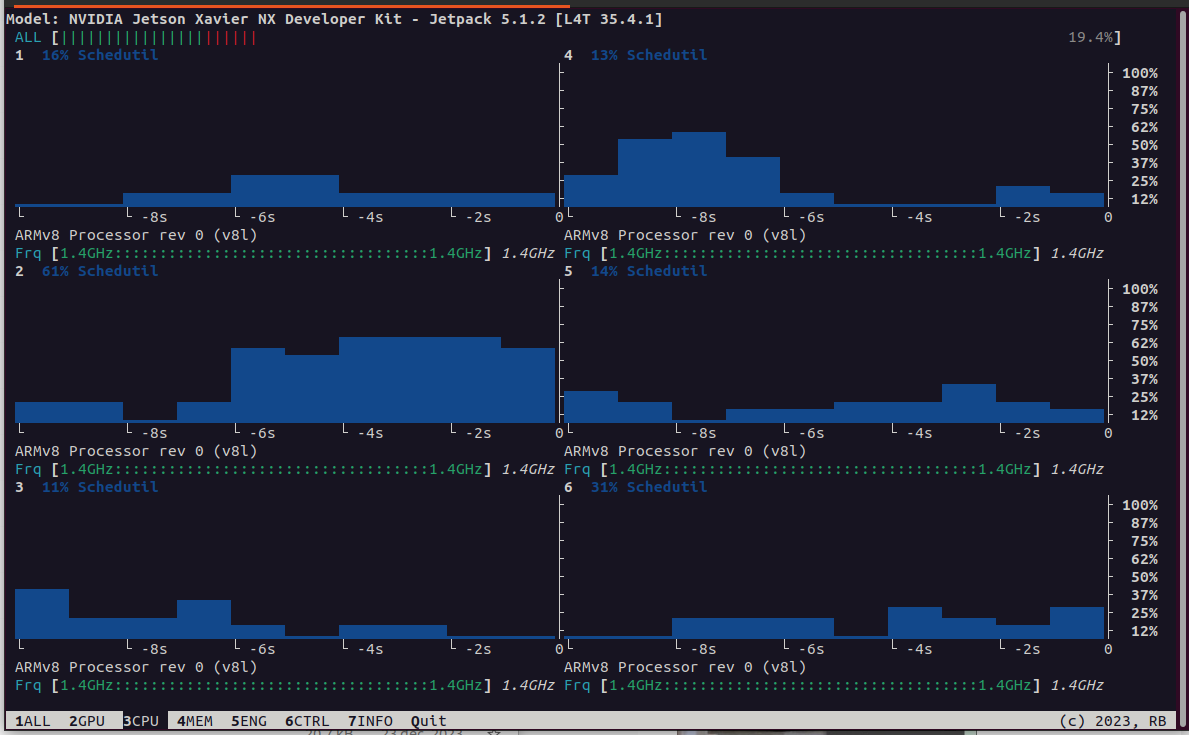 Model: NVIDIA Jetson Xavier NX Developer Kit - Jetpack 5.1.2 [L4T 35.4.1]
ALL [||||||||||||||||||||||                    19.4%]
1 16% Schedutil
4 13% Schedutil
100%
87%
75%
62%
50%
37%
25%
12%
-8s -6s -4s -2s 0
-8s -6s -4s -2s 0
ARMv8 Processor rev 0 (v8l)
ARMv8 Processor rev 0 (v8l)
Frq [1.4GHz:::::::::::::::::::::::::::::::::::1.4GHz] 1.4GHz
Frq [1.4GHz:::::::::::::::::::::::::::::::::::1.4GHz] 1.4GHz
2 61% Schedutil
5 14% Schedutil
100%
87%
75%
62%
50%
37%
25%
12%
-8s -6s -4s -2s 0
-8s -6s -4s -2s 0
ARMv8 Processor rev 0 (v8l)
ARMv8 Processor rev 0 (v8l)
Frq [1.4GHz:::::::::::::::::::::::::::::::::::1.4GHz] 1.4GHz
Frq [1.4GHz:::::::::::::::::::::::::::::::::::1.4GHz] 1.4GHz
3 11% Schedutil
6 31% Schedutil
100%
87%
75%
62%
50%
37%
25%
12%
-8s -6s -4s -2s 0
-8s -6s -4s -2s 0
ARMv8 Processor rev 0 (v8l)
ARMv8 Processor rev 0 (v8l)
Frq [1.4GHz:::::::::::::::::::::::::::::::::::1.4GHz] 1.4GHz
Frq [1.4GHz:::::::::::::::::::::::::::::::::::1.4GHz] 1.4GHz
1ALL 2GPU 3CPU 4MEM 5ENG 6CTRL 7INFO Quit (c) 2023, RB